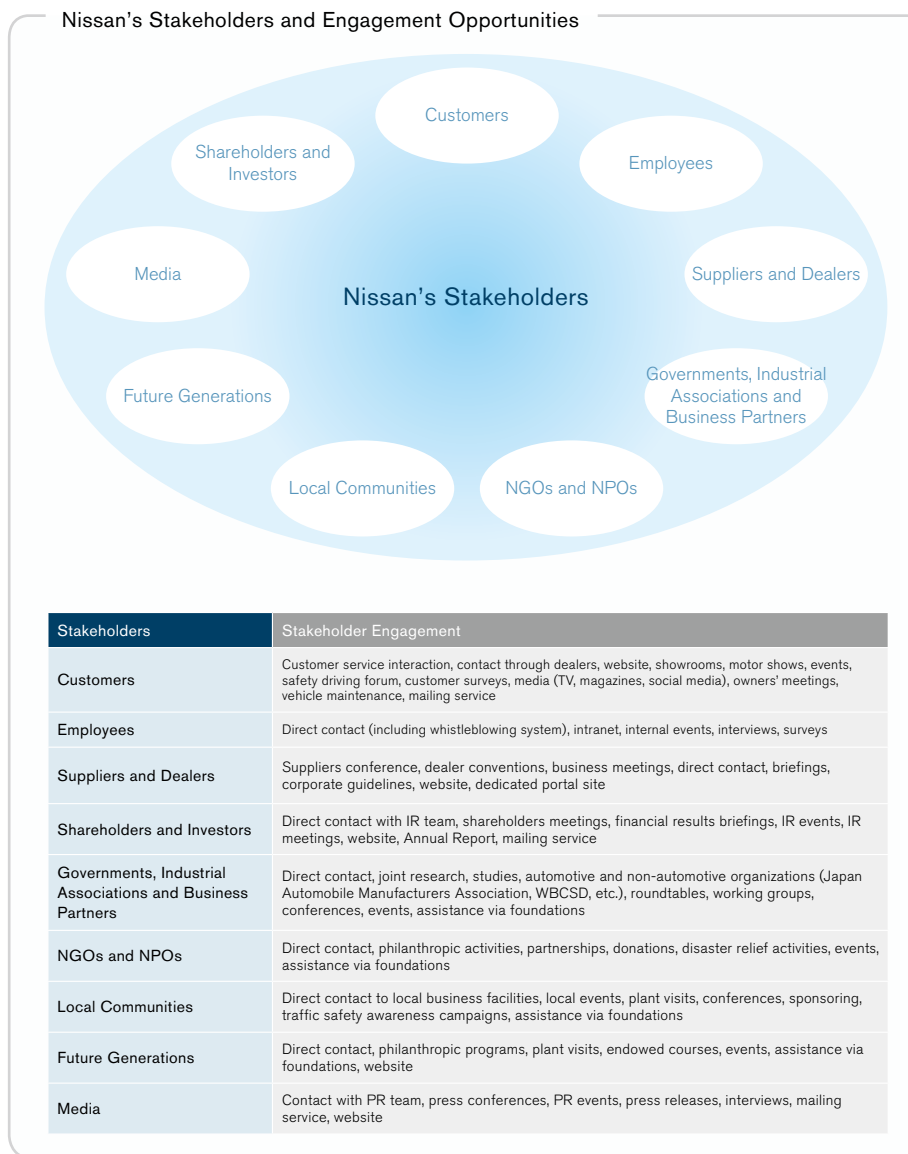 Nissan's Stakeholders and Engagement Opportunities
Customers
Shareholders and
Investors
Employees
Media
Suppliers and Dealers
Nissan's Stakeholders
Future Generations
Governments, Industrial
Associations and
Business Partners
Local Communities
NGOs and NPOs
Stakeholders
Stakeholder Engagement
Customers
Customer service interaction, contact through dealers, website, showrooms, motor shows, events,
safety driving forum, customer surveys, media (TV, magazines, social media), owners' meetings,
vehicle maintenance, mailing service
Employees
Direct contact (including whistleblowing system), intranet, internal events, interviews, surveys
Suppliers and Dealers
Suppliers conference, dealer conventions, business meetings, direct contact, briefings,
corporate guidelines, website, dedicated portal site
Shareholders and Investors
Direct contact with IR team, shareholders meetings, financial results briefings, IR events, IR
meetings, website, Annual Report, mailing service
Governments, Industrial
Associations and Business
Partners
Direct contact, joint research, studies, automotive and non-automotive organizations (Japan
Automobile Manufacturers Association, WBCSD, etc.), roundtables, working groups,
conferences, events, assistance via foundations
NGOs and NPOs
Direct contact, philanthropic activities, partnerships, donations, disaster relief activities, events,
assistance via foundations
Local Communities
Direct contact to local business facilities, local events, plant visits, conferences, sponsoring,
traffic safety awareness campaigns, assistance via foundations
Future Generations
Direct contact, philanthropic programs, plant visits, endowed courses, events, assistance via
foundations, website
Media
Contact with PR team, press conferences, PR events, press releases, interviews, mailing
service, website